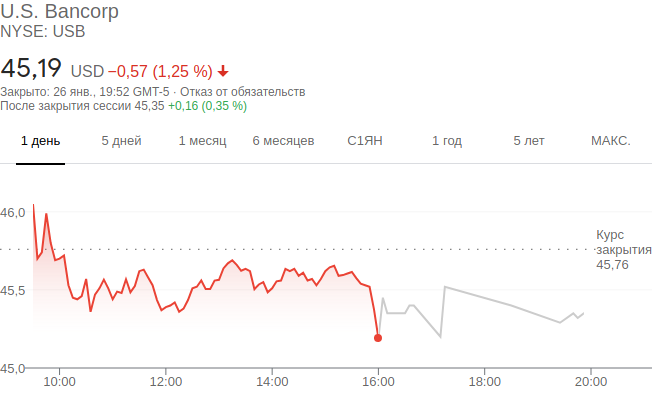 U.S. Bancorp
NYSE: USB
45,19 USD −0,57 (1,25 %)
Закрыто: 26 янв., 19:52 GMT-5 · Отказ от обязательств
После закрытия сессии 45,35 +0,16 (0,35 %)
1 день 5 дней 1 месяц 6 месяцев С1ЯН 1 год 5 лет МАКС.
46,0
Курс
закрытия
45,76
45,5
45,0
10:00 12:00 14:00 16:00 18:00 20:00